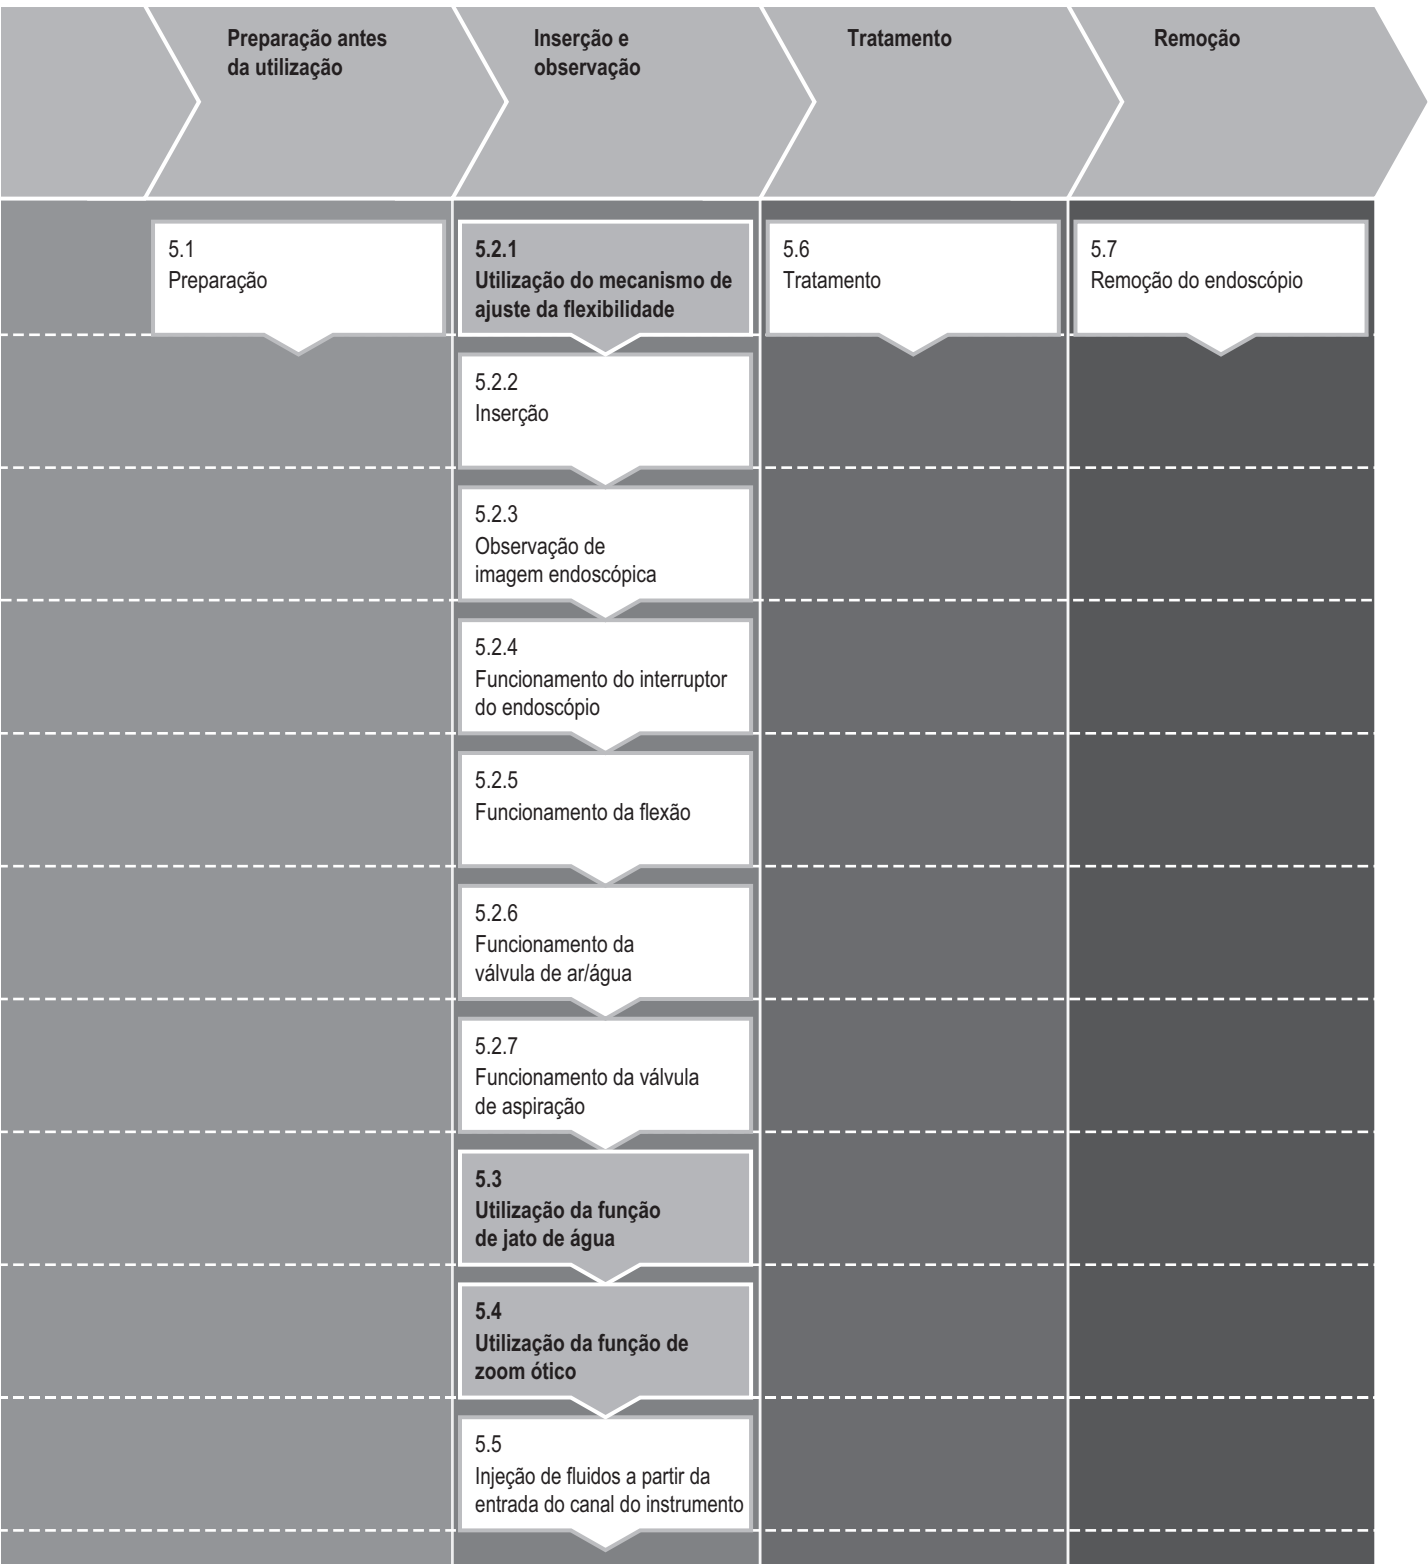 Preparação antes
da utilização
Inserção e
observação
Tratamento
Remoção
5.1
Preparação
5.2.1
Utilização do mecanismo de
ajuste da flexibilidade
5.6
Tratamento
5.7
Remoção do endoscópio
5.2.2
Inserção
5.2.3
Observação de
imagem endoscópica
5.2.4
Funcionamento do interruptor
do endoscópio
5.2.5
Funcionamento da flexão
5.2.6
Funcionamento da
válvula de ar/água
5.2.7
Funcionamento da válvula
de aspiração
5.3
Utilização da função
de jato de água
5.4
Utilização da função de
zoom ótico
5.5
Injeção de fluidos a partir da
entrada do canal do instrumento